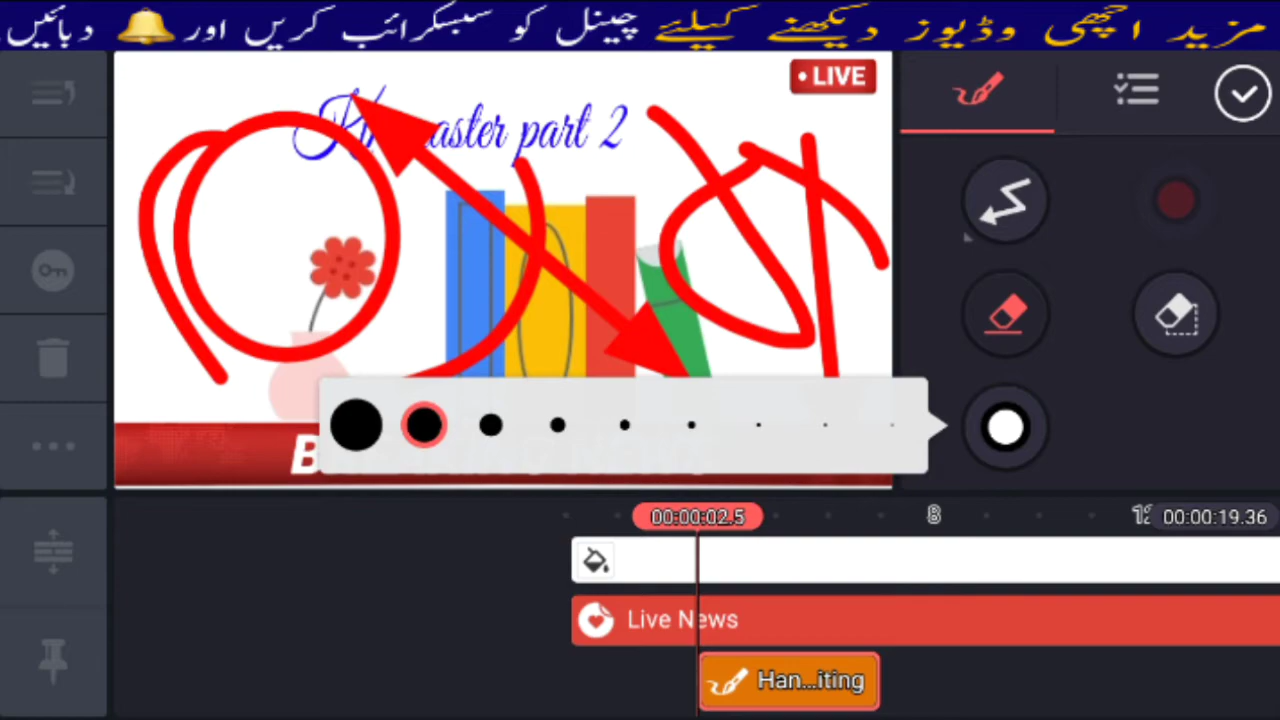 مزید اچھی وڈیوز دیکھنے کیلئے چینل کو سبسکرائب کریں اور دبائیں
LIVE
part 2
00:00:02.5
8
00:00:19.36
Live News
Han...iting